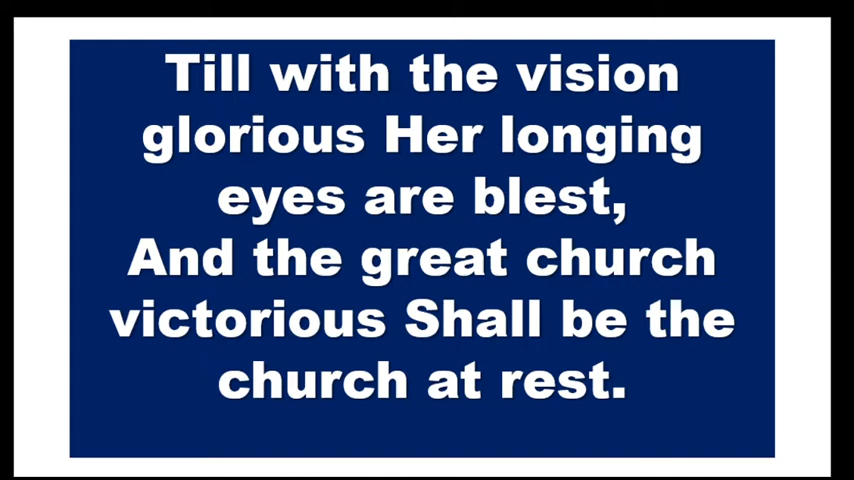 Till with the vision
glorious Her longing
eyes are blest,
And the great church
victorious Shall be the
church at rest.